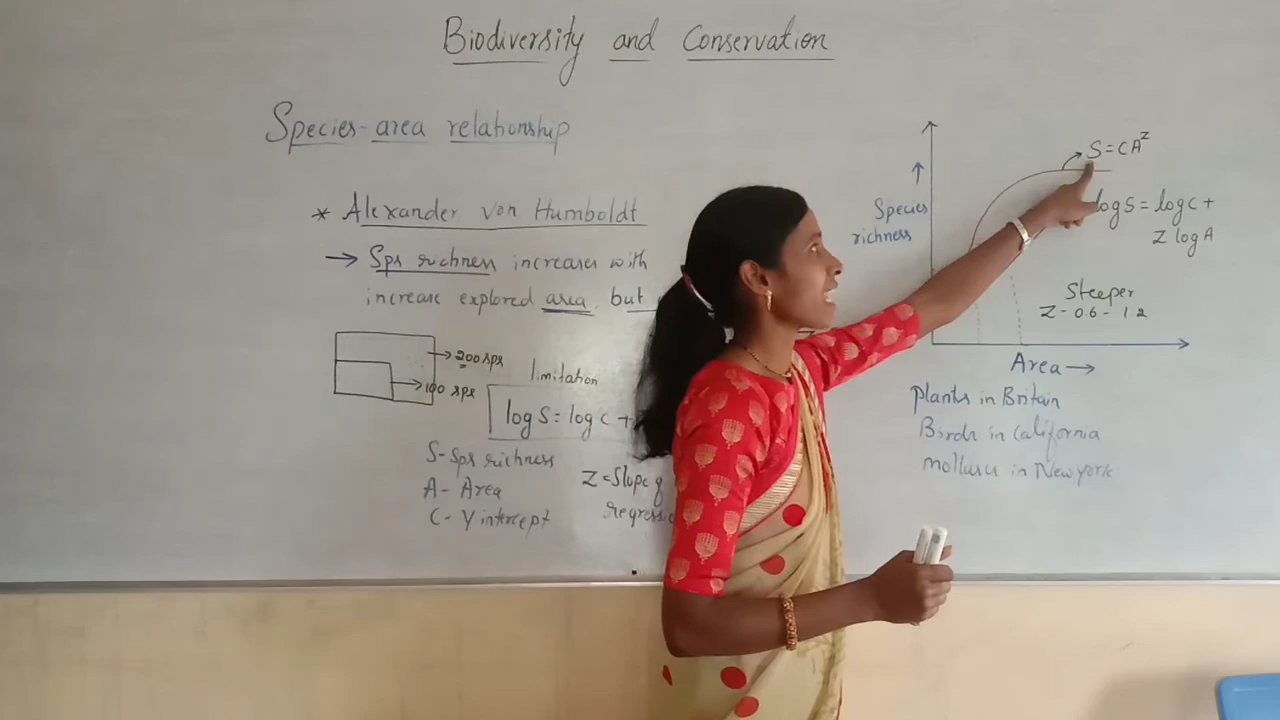 Biodiversity and Conservation
Species-area relationship
* Alexander von Humboldt
→ Sps richness increases with
increase explored area, but
→ 200 sps
→ 100 sps
limitation
log S = log C +
S - Sps richness
A - Area
C - Y intercept
Z = Slope of
S = CA^Z
log S = log C +
Z log A
Species
richness
Steeper
Z - 0.6 - 1.2
Area →
Plants in Britain
Birds in California
Molluscs in New york